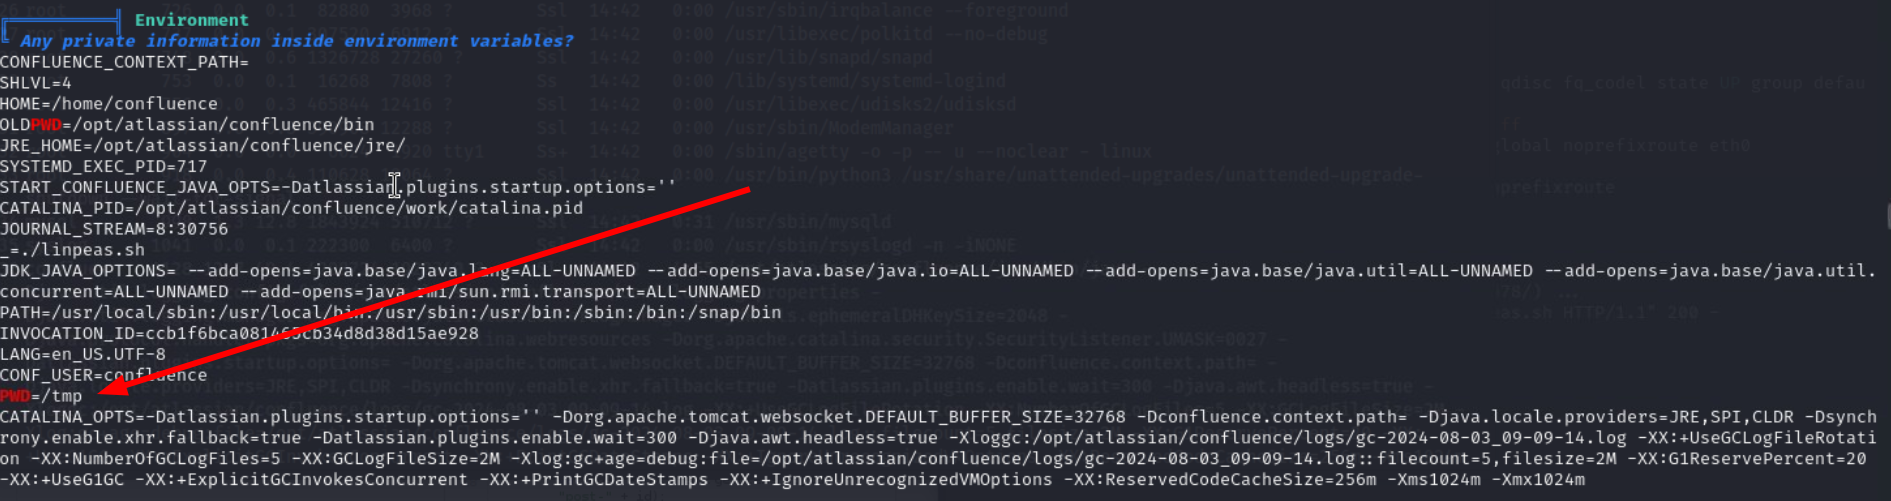 Environment
Any private information inside environment variables?
CONFLUENCE_CONTEXT_PATH=
SHLVL=4
HOME=/home/confluence
OLDPWD=/opt/atlassian/confluence/bin
JRE_HOME=/opt/atlassian/confluence/jre/
SYSTEMD_EXEC_PID=717
START_CONFLUENCE_JAVA_OPTS=-Datlassian.plugins.startup.options=''
CATALINA_PID=/opt/atlassian/confluence/work/catalina.pid
JOURNAL_STREAM=8:30756
_=./linpeas.sh
JDK_JAVA_OPTIONS= --add-opens=java.base/java.lang=ALL-UNNAMED --add-opens=java.base/java.io=ALL-UNNAMED --add-opens=java.base/java.util=ALL-UNNAMED --add-opens=java.base/java.util.
concurrent=ALL-UNNAMED --add-opens=java.rmi/sun.rmi.transport=ALL-UNNAMED
PATH=/usr/local/sbin:/usr/local/bin:/usr/sbin:/usr/bin:/sbin:/bin:/snap/bin
LANG=en_US.UTF-8
CONF_USER=confluence
PWD=/tmp
CATALINA_OPTS=-Datlassian.plugins.startup.options='' -Dorg.apache.tomcat.websocket.DEFAULT_BUFFER_SIZE=32768 -Dconfluence.context.path= -Djava.locale.providers=JRE,SPI,CLDR -Dsynch
rony.enable.xhr.fallback=true -Datlassian.plugins.enable.wait=300 -Djava.awt.headless=true -Xloggc:/opt/atlassian/confluence/logs/gc-2024-08-03_09-09-14.log -XX:+UseGCLogFileRotati
on -XX:NumberOfGCLogFiles=5 -XX:GCLogFileSize=2M -Xlog:gc+age=debug:file=/opt/atlassian/confluence/logs/gc-2024-08-03_09-09-14.log::filecount=5,filesize=2M -XX:G1ReservePercent=20
-XX:+UseG1GC -XX:+ExplicitGCInvokesConcurrent -XX:+PrintGCDateStamps -XX:+IgnoreUnrecognizedVMOptions -XX:ReservedCodeCacheSize=256m -Xms1024m -Xmx1024m